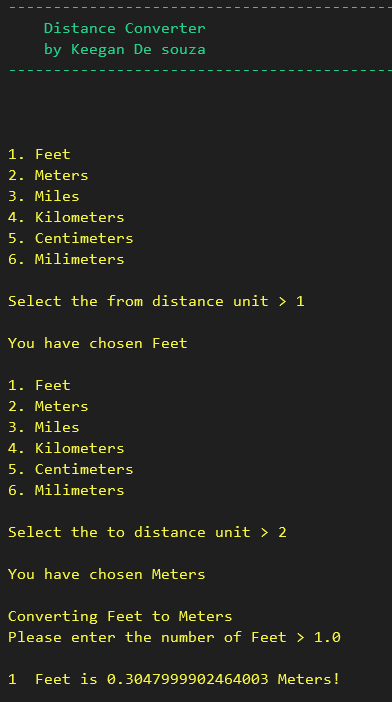 ------------------------------------------
Distance Converter
by Keegan De souza
------------------------------------------
1. Feet
2. Meters
3. Miles
4. Kilometers
5. Centimeters
6. Milimeters
Select the from distance unit > 1
You have chosen Feet
1. Feet
2. Meters
3. Miles
4. Kilometers
5. Centimeters
6. Milimeters
Select the to distance unit > 2
You have chosen Meters
Converting Feet to Meters
Please enter the number of Feet > 1.0
1  Feet is 0.3047999902464003 Meters!